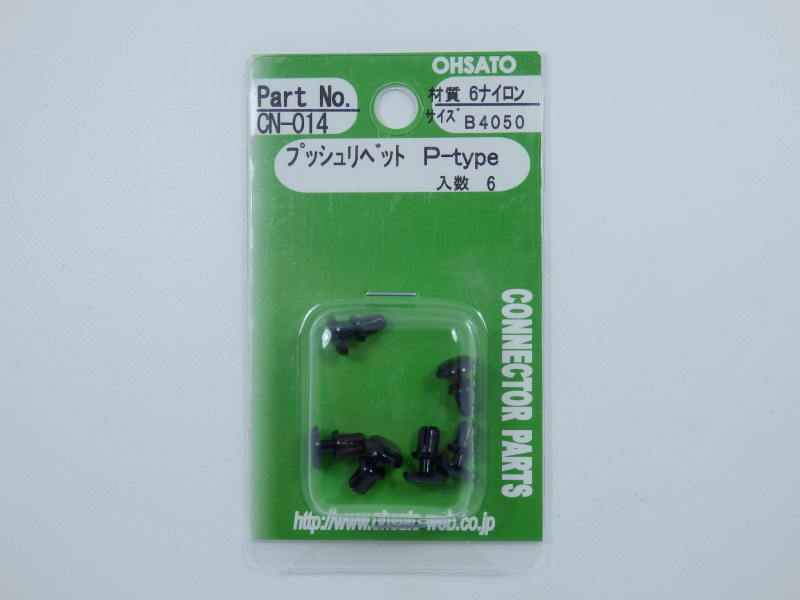 OHSATO
Part No.
CN-014
材質 6ナイロン
サイズ B4050
プッシュリベット P-type
入数 6
CONNECTOR PARTS
http://www.ohsato-web.co.jp